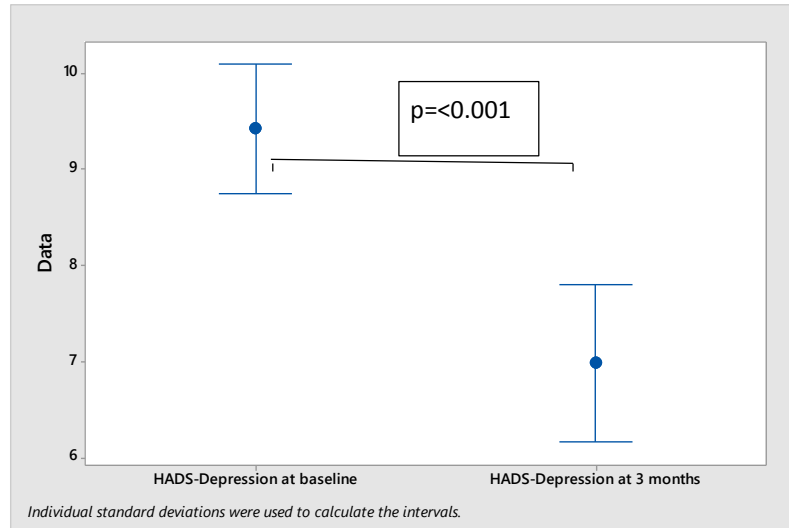 10
p=<0.001
9
Data
8
7
6
HADS-Depression at baseline
HADS-Depression at 3 months
Individual standard deviations were used to calculate the intervals.